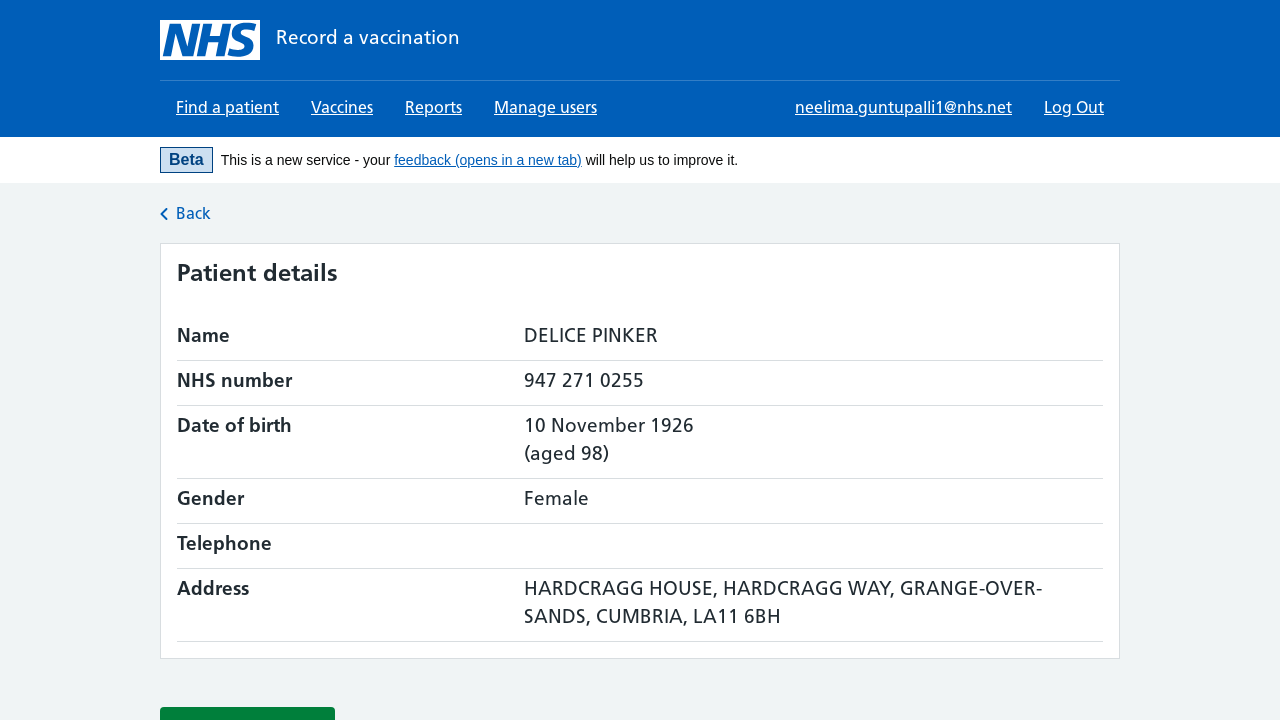 NHS Record a vaccination
Find a patient Vaccines Reports Manage users neelima.guntupalli1@nhs.net Log Out
Beta This is a new service - your feedback (opens in a new tab) will help us to improve it.
Back
Patient details
Name DELICE PINKER
NHS number 947 271 0255
Date of birth 10 November 1926
(aged 98)
Gender Female
Telephone
Address HARDCRAGG HOUSE, HARDCRAGG WAY, GRANGE-OVER-
SANDS, CUMBRIA, LA11 6BH